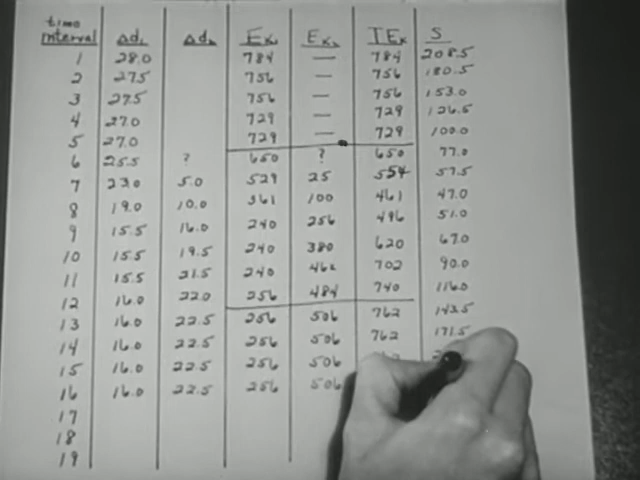 time interval Δd₁ Δd₂ Ex₁ Ex₂ TEx S
1 28.0 784 — 784 208.5
2 27.5 756 — 756 180.5
3 27.5 756 — 756 153.0
4 27.0 729 — 729 126.5
5 27.0 729 — 729 100.0
6 25.5 ? 650 ? 650 77.0
7 23.0 5.0 529 25 554 57.5
8 19.0 10.0 361 100 461 47.0
9 15.5 16.0 240 256 496 51.0
10 15.5 19.5 240 380 620 67.0
11 15.5 21.5 240 462 702 90.0
12 16.0 22.0 256 484 740 116.0
13 16.0 22.5 256 506 762 143.5
14 16.0 22.5 256 506 762 171.5
15 16.0 22.5 256 506
16 16.0 22.5 256 506
17
18
19